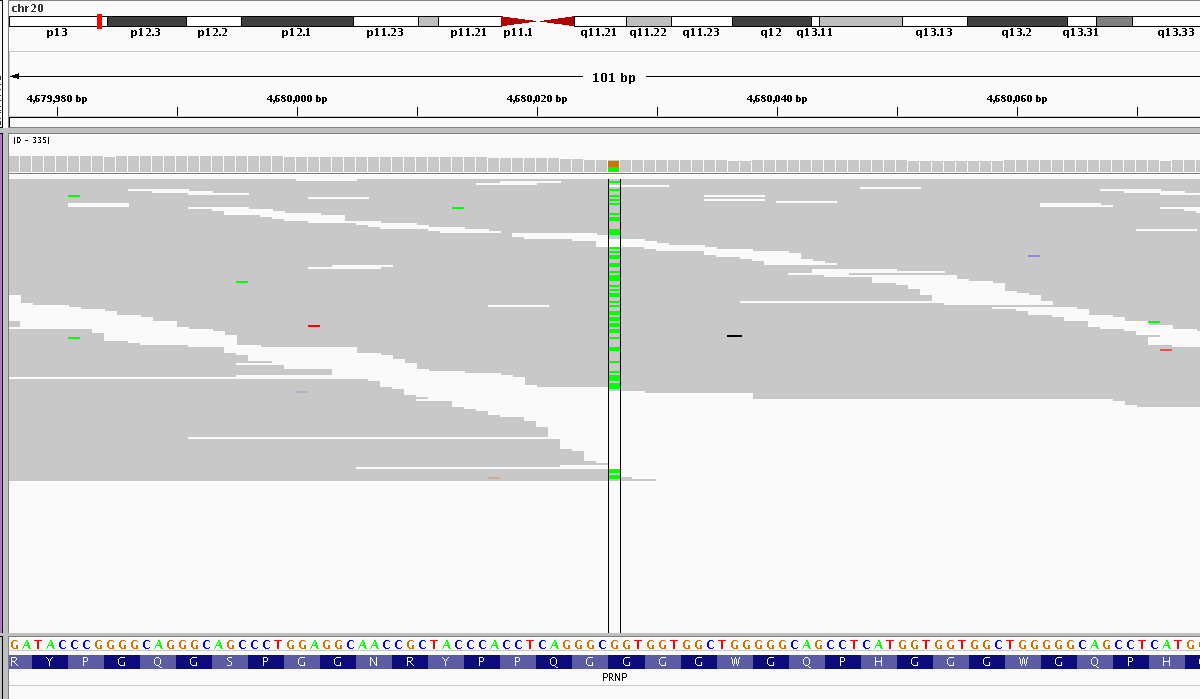 chr20
p13 p12.3 p12.2 p12.1 p11.23 p11.21 p11.1 q11.21 q11.22 q11.23 q12 q13.11 q13.13 q13.2 q13.31 q13.33
101 bp
4,679,980 bp 4,680,000 bp 4,680,020 bp 4,680,040 bp 4,680,060 bp
[0 - 335]
GATACCCGGGGCAGGGCAGCCCTGGAGGCAACCGCTACCCACCTCAGGGCGGTGGTGGCTGGGGGCAGCCTCATGGTGGTGGCTGGGGGCAGCCTCATG
R Y P G Q G S P G G N R Y P P Q G G G G W G Q P H G G G W G Q P H
PRNP